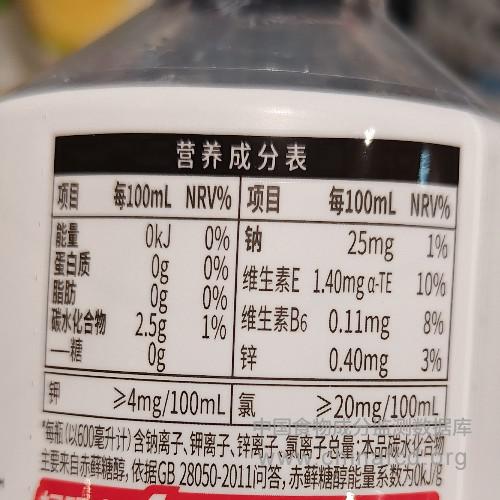 营养成分表
项目 每100mL NRV% 项目 每100mL NRV%
能量 0kJ 0% 钠 25mg 1%
蛋白质 0g 0% 维生素E 1.40mg α-TE 10%
脂肪 0g 0% 维生素B6 0.11mg 8%
碳水化合物 2.5g 1% 锌 0.40mg 3%
——糖 0g
钾 ≥4mg/100mL 氯 ≥20mg/100mL
*每瓶(以600毫升计)含钠离子、钾离子、锌离子、氯离子总量;本品碳水化合物
主要来自赤藓糖醇,依据GB 28050-2011问答,赤藓糖醇能量系数为0kJ/g